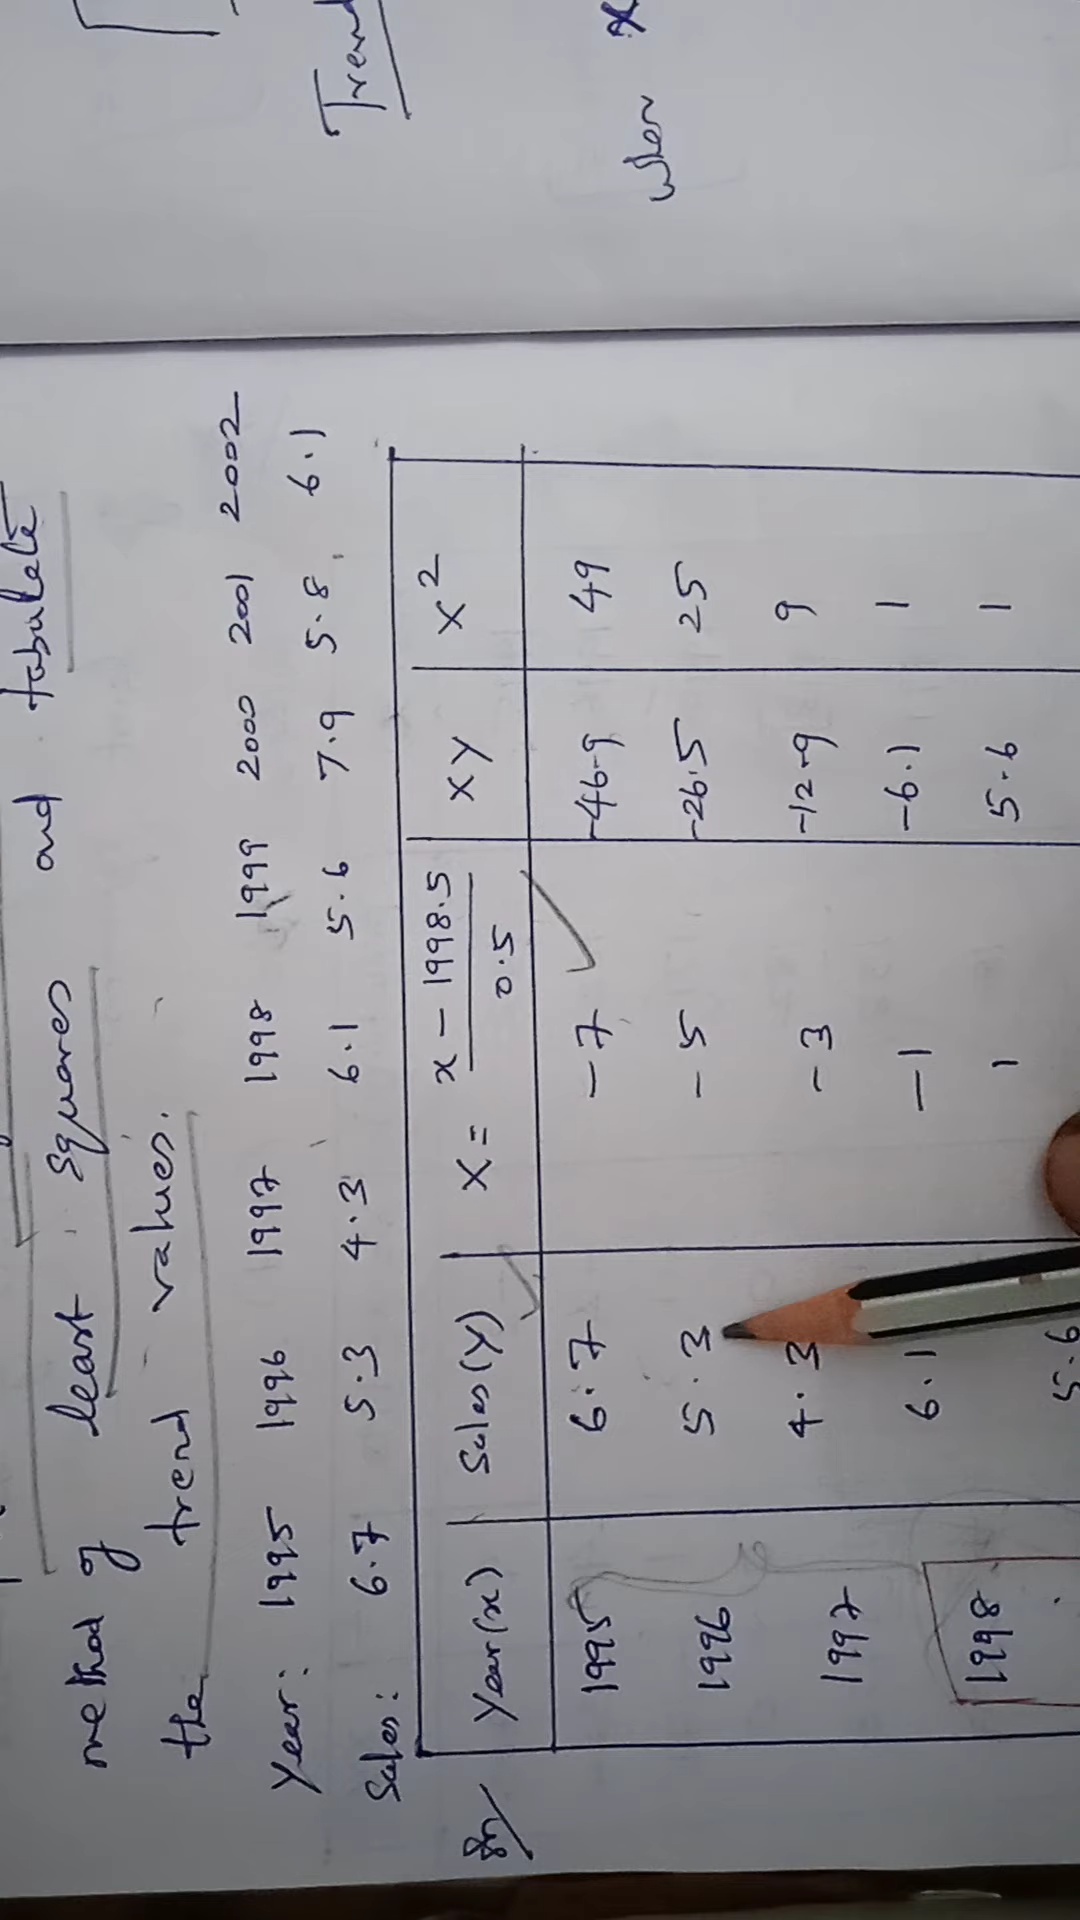 and tabulate
method of least squares
the trend values.
Year: 1995 1996 1997 1998 1999 2000 2001 2002
Sales: 6.7 5.3 4.3 6.1 5.6 7.9 5.8 6.1
Sn/
Year(x) Sales(y) X = x - 1998.5 / 0.5 XY X²
1995 6.7 -7 -46.9 49
1996 5.3 -5 -26.5 25
1997 4.3 -3 -12.9 9
1998 6.1 -1 -6.1 1
5.6 1 5.6 1
Trend
when x